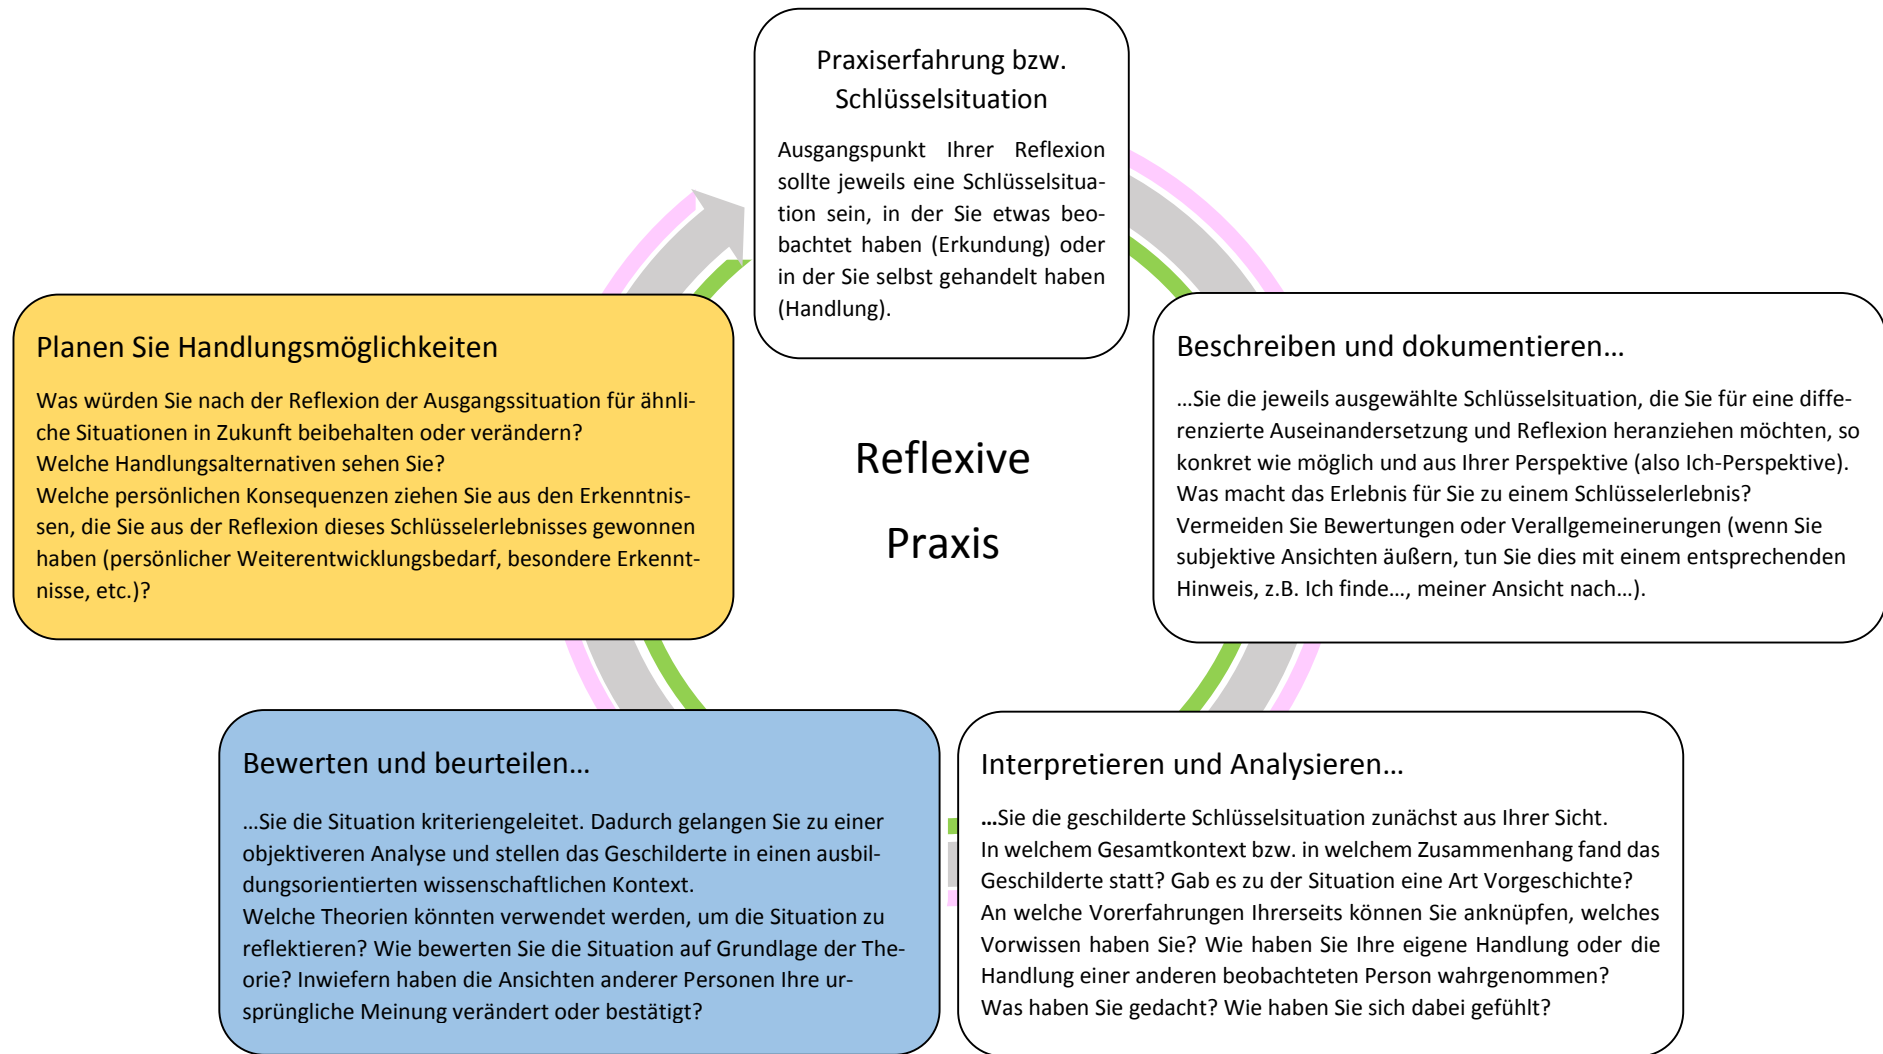 Praxiserfahrung bzw.
Schlüsselsituation
Ausgangspunkt Ihrer Reflexion
sollte jeweils eine Schlüsselsitua-
tion sein, in der Sie etwas beo-
bachtet haben (Erkundung) oder
in der Sie selbst gehandelt haben
(Handlung).
Beschreiben und dokumentieren…
…Sie die jeweils ausgewählte Schlüsselsituation, die Sie für eine diffe-
renzierte Auseinandersetzung und Reflexion heranziehen möchten, so
konkret wie möglich und aus Ihrer Perspektive (also Ich-Perspektive).
Was macht das Erlebnis für Sie zu einem Schlüsselerlebnis?
Vermeiden Sie Bewertungen oder Verallgemeinerungen (wenn Sie
subjektive Ansichten äußern, tun Sie dies mit einem entsprechenden
Hinweis, z.B. Ich finde…, meiner Ansicht nach…).
Interpretieren und Analysieren…
…Sie die geschilderte Schlüsselsituation zunächst aus Ihrer Sicht.
In welchem Gesamtkontext bzw. in welchem Zusammenhang fand das
Geschilderte statt? Gab es zu der Situation eine Art Vorgeschichte?
An welche Vorerfahrungen Ihrerseits können Sie anknüpfen, welches
Vorwissen haben Sie? Wie haben Sie Ihre eigene Handlung oder die
Handlung einer anderen beobachteten Person wahrgenommen?
Was haben Sie gedacht? Wie haben Sie sich dabei gefühlt?
Bewerten und beurteilen…
…Sie die Situation kriteriengeleitet. Dadurch gelangen Sie zu einer
objektiveren Analyse und stellen das Geschilderte in einen ausbil-
dungsorientierten wissenschaftlichen Kontext.
Welche Theorien könnten verwendet werden, um die Situation zu
reflektieren? Wie bewerten Sie die Situation auf Grundlage der The-
orie? Inwiefern haben die Ansichten anderer Personen Ihre ur-
sprüngliche Meinung verändert oder bestätigt?
Planen Sie Handlungsmöglichkeiten
Was würden Sie nach der Reflexion der Ausgangssituation für ähnli-
che Situationen in Zukunft beibehalten oder verändern?
Welche Handlungsalternativen sehen Sie?
Welche persönlichen Konsequenzen ziehen Sie aus den Erkenntnis-
sen, die Sie aus der Reflexion dieses Schlüsselerlebnisses gewonnen
haben (persönlicher Weiterentwicklungsbedarf, besondere Erkennt-
nisse, etc.)?
Reflexive
Praxis